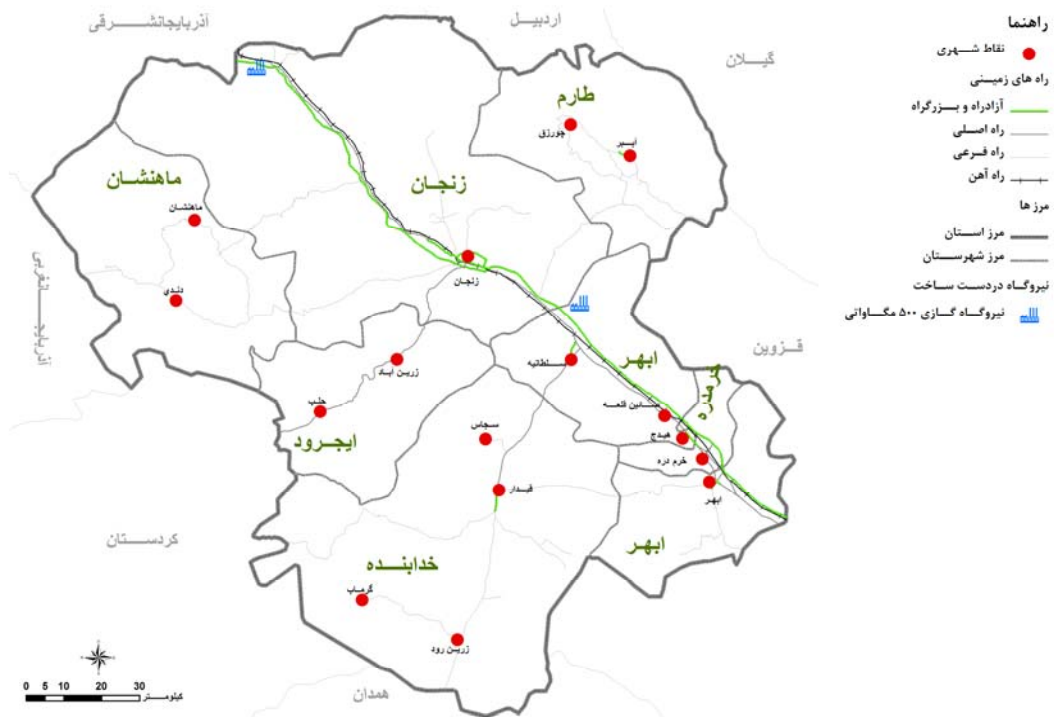 راهنما
نقاط شهری
راه های زمینی
آزادراه و بزرگراه
راه اصلی
راه فرعی
راه آهن
مرز ها
مرز استان
مرز شهرستان
نیروگاه دردست ساخت
نیروگاه گازی ۵۰۰ مگاواتی
آذربایجانشرقی
اردبیل
گیلان
طارم
چورزق
آببر
ماهنشان
زنجان
ماهنشان
زنجان
دندی
آذربایجانغربی
قزوین
ابهر
خرمدره
سلطانیه
زرین آباد
حلب
صائین قلعه
سجاس
هیدج
ایجرود
خرم دره
قیدار
ابهر
کردستان
ابهر
خدابنده
گرماب
زرین رود
همدان
0 5 10 20 30
کیلومتر